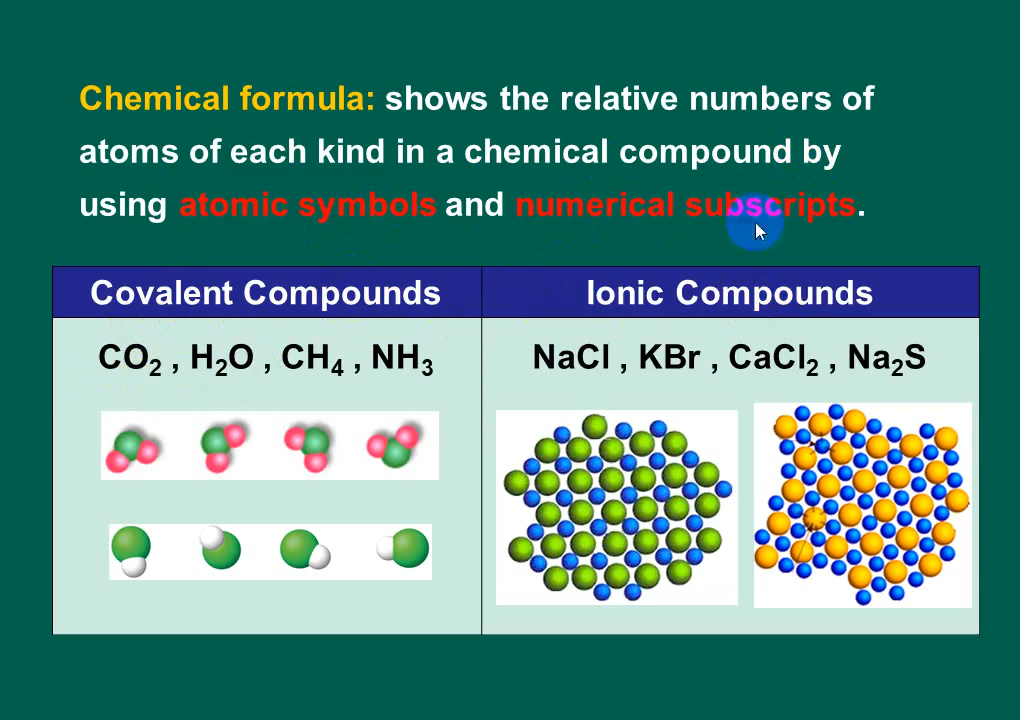 Chemical formula: shows the relative numbers of
atoms of each kind in a chemical compound by
using atomic symbols and numerical subscripts.
Covalent Compounds
Ionic Compounds
CO₂ , H₂O , CH₄ , NH₃
NaCl , KBr , CaCl₂ , Na₂S